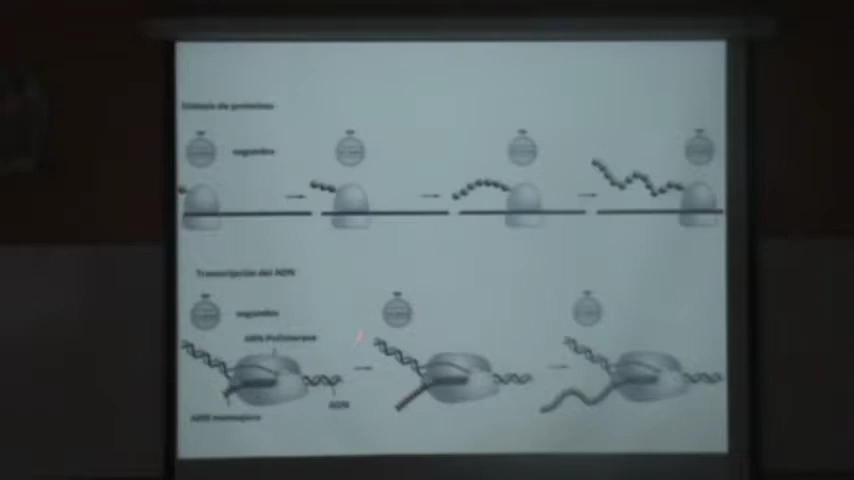 Síntesis de proteínas
segundos
Transcripción del ADN
segundos
ARN Polimerasa
ADN
ARN mensajero